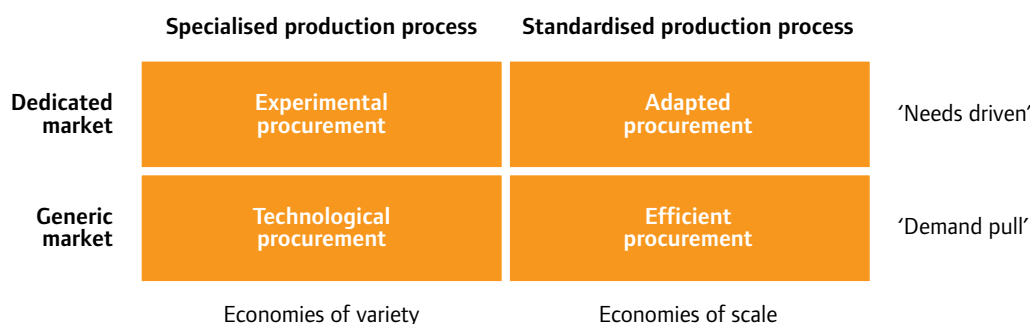 Specialised production process Standardised production process
Dedicated
market
Experimental
procurement
Adapted
procurement
‘Needs driven’
Generic
market
Technological
procurement
Efficient
procurement
‘Demand pull’
Economies of variety Economies of scale